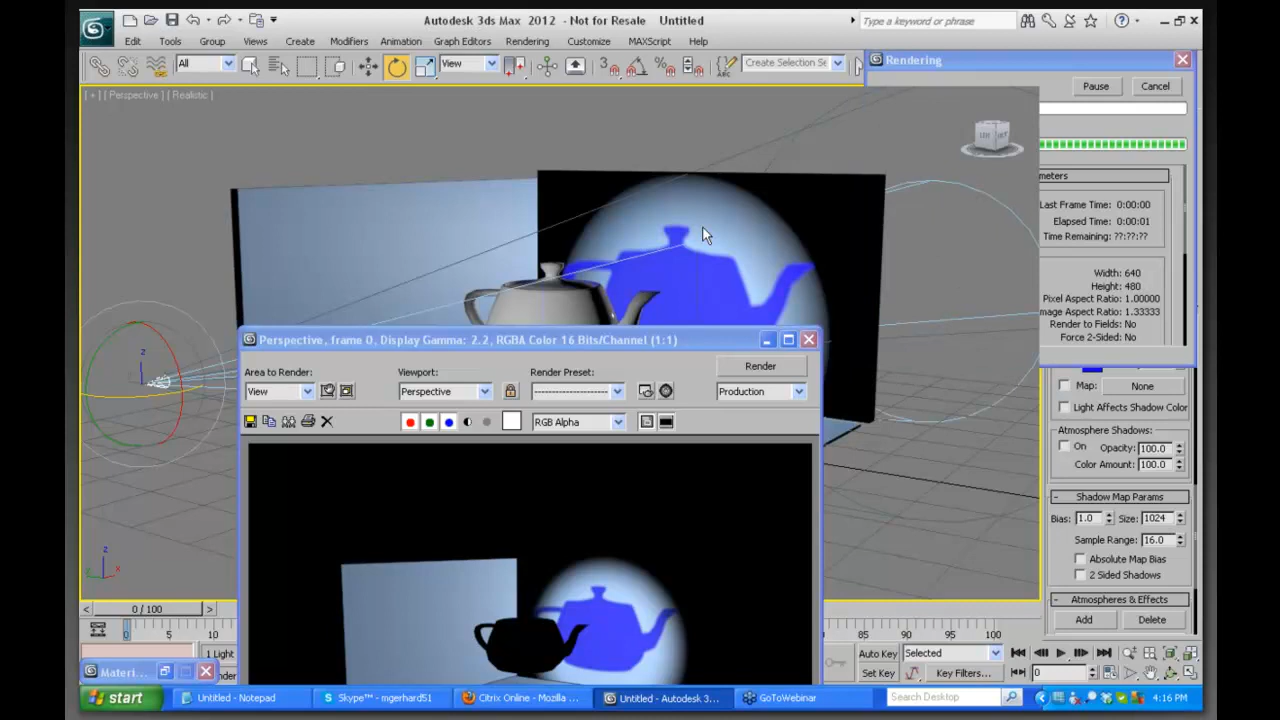 Autodesk 3ds Max 2012 - Not for Resale Untitled
Type a keyword or phrase
Edit Tools Group Views Create Modifiers Animation Graph Editors Rendering Customize MAXScript Help
All
View
3
%
ABC
Create Selection Se
Rendering
[ + ] [ Perspective ] [ Realistic ]
Pause Cancel
meters
Last Frame Time: 0:00:00
Elapsed Time: 0:00:01
Time Remaining: ??:??:??
Width: 640
Height: 480
Pixel Aspect Ratio: 1.00000
mage Aspect Ratio: 1.33333
Render to Fields: No
Force 2-Sided: No
Perspective, frame 0, Display Gamma: 2.2, RGBA Color 16 Bits/Channel (1:1)
Area to Render:
View
Viewport:
Perspective
Render Preset:
Render
Production
RGB Alpha
Map: None
Light Affects Shadow Color
Atmosphere Shadows:
On Opacity: 100.0
Color Amount: 100.0
- Shadow Map Params
Bias: 1.0 Size: 1024
Sample Range: 16.0
Absolute Map Bias
2 Sided Shadows
- Atmospheres & Effects
Add Delete
z
z
x
< 0 / 100 >
0 5 10 85 90 95 100
1 Light
Auto Key Selected
Set Key Key Filters... 0
Materi...
start Untitled - Notepad Skype™ - mgerhard51 Citrix Online - Mozilla ... Untitled - Autodesk 3... GoToWebinar Search Desktop 4:16 PM